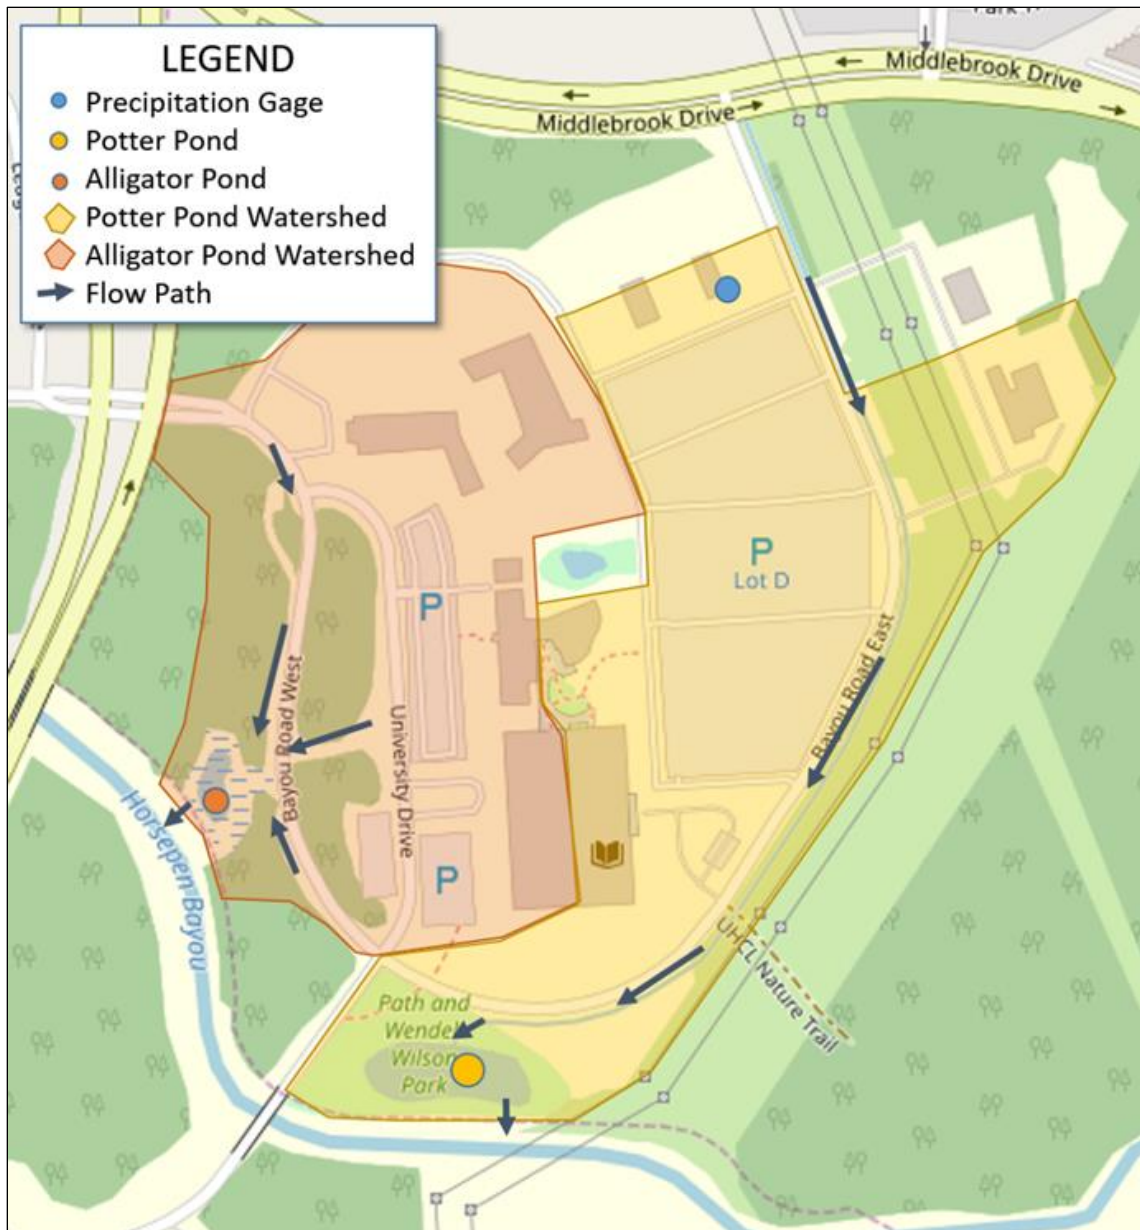 LEGEND
Precipitation Gage
Potter Pond
Alligator Pond
Potter Pond Watershed
Alligator Pond Watershed
Flow Path
Middlebrook Drive
Middlebrook Drive
P
Lot D
P
Bayou Road East
Bayou Road West
University Drive
Horsepen Bayou
P
UHCL Nature Trail
Path and
Wendel
Wilson
Park